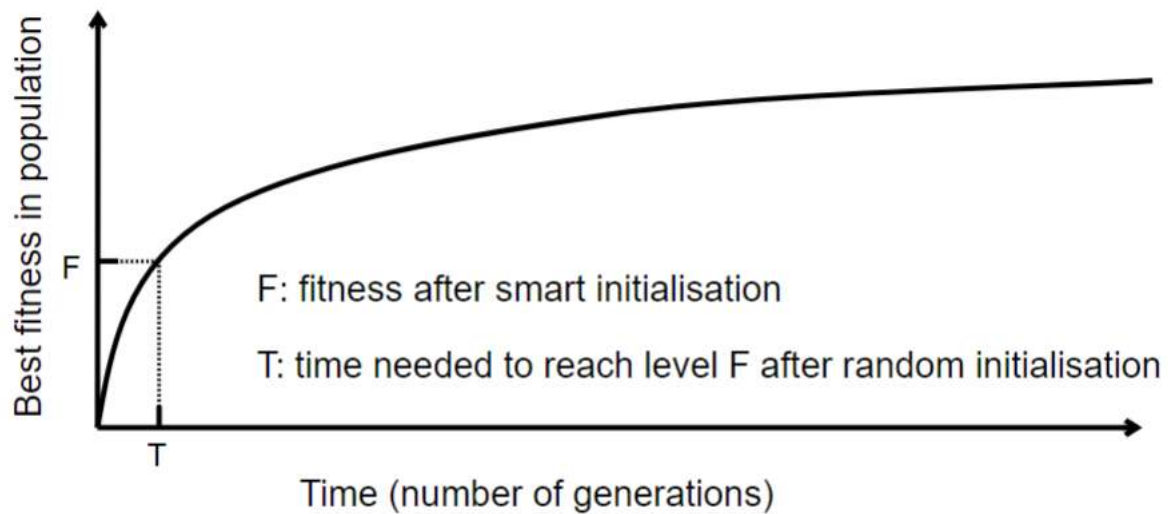 Best fitness in population
F
F: fitness after smart initialisation
T: time needed to reach level F after random initialisation
T
Time (number of generations)